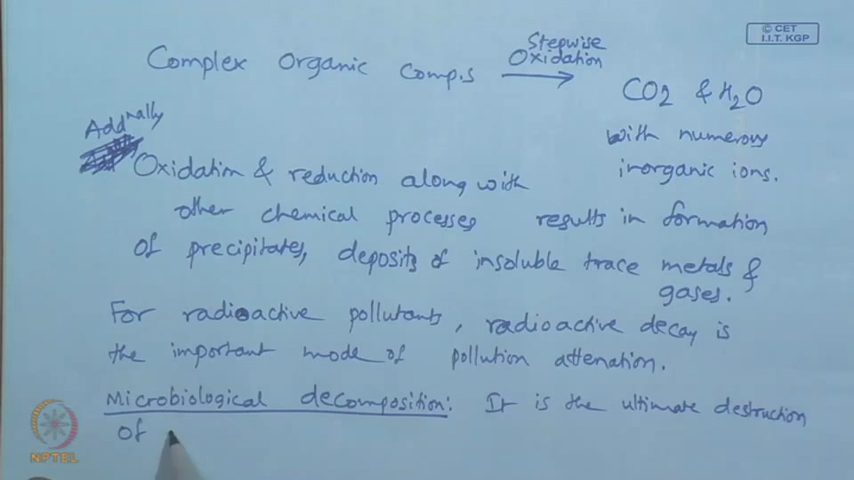 © CET
I.I.T. KGP
Complex Organic Comp.s Stepwise Oxidation
CO2 & H2O
with numerous
inorganic ions.
Addnally
Oxidation & reduction along with
other chemical processes results in formation
of precipitates, deposits of insoluble trace metals &
gases.
For radioactive pollutants, radioactive decay is
the important mode of pollution attenation.
Microbiological decomposition: It is the ultimate destruction
of
NPTEL